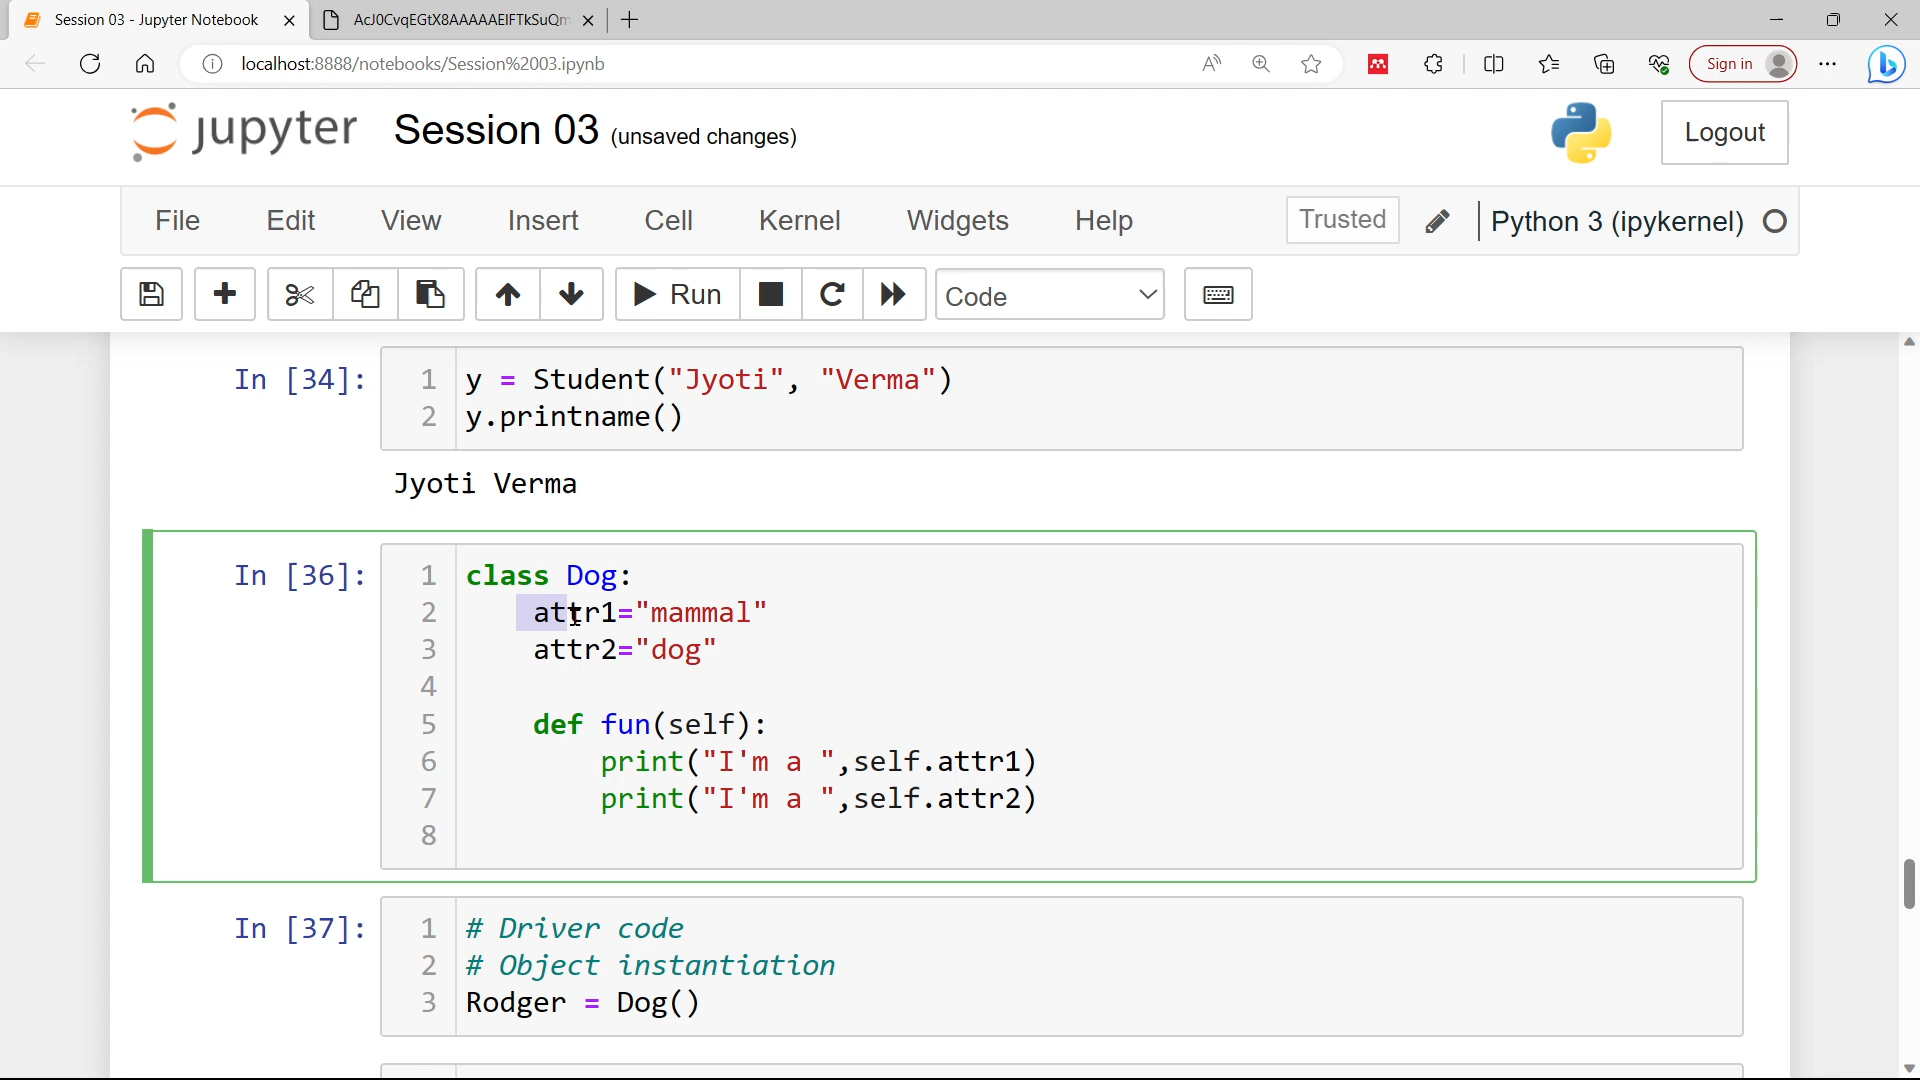 Session 03 - Jupyter Notebook
AcJ0CvqEGtX8AAAAAElFTkSuQm
localhost:8888/notebooks/Session%2003.ipynb
Sign in
jupyter Session 03 (unsaved changes)
Logout
File Edit View Insert Cell Kernel Widgets Help Trusted Python 3 (ipykernel)
Run Code
In [34]: 1 y = Student("Jyoti", "Verma")
2 y.printname()
Jyoti Verma
In [36]: 1 class Dog:
2 attr1="mammal"
3 attr2="dog"
4
5 def fun(self):
6 print("I'm a ",self.attr1)
7 print("I'm a ",self.attr2)
8
In [37]: 1 # Driver code
2 # Object instantiation
3 Rodger = Dog()